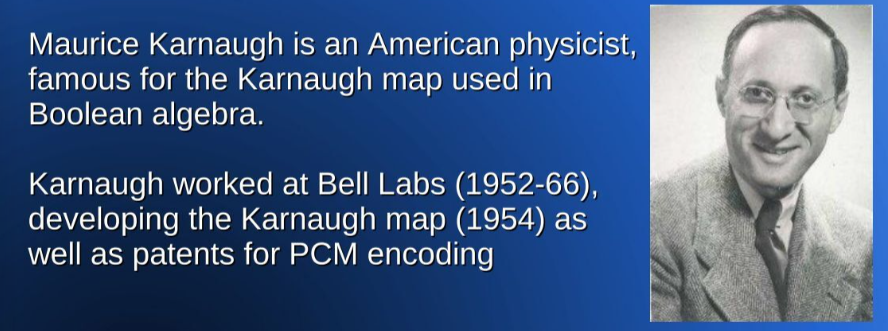 Maurice Karnaugh is an American physicist,
famous for the Karnaugh map used in
Boolean algebra.
Karnaugh worked at Bell Labs (1952-66),
developing the Karnaugh map (1954) as
well as patents for PCM encoding